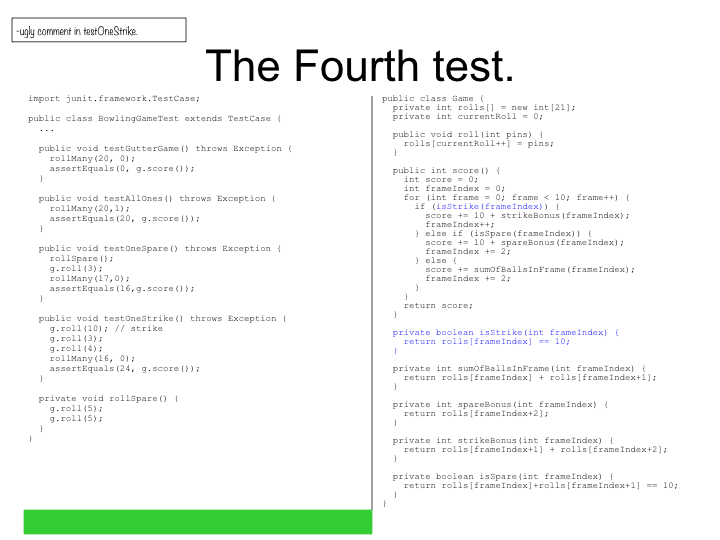 -ugly comment in testOneStrike.
The Fourth test.
import junit.framework.TestCase;
public class BowlingGameTest extends TestCase {
...
public void testGutterGame() throws Exception {
rollMany(20, 0);
assertEquals(0, g.score());
}
public void testAllOnes() throws Exception {
rollMany(20,1);
assertEquals(20, g.score());
}
public void testOneSpare() throws Exception {
rollSpare();
g.roll(3);
rollMany(17,0);
assertEquals(16,g.score());
}
public void testOneStrike() throws Exception {
g.roll(10); // strike
g.roll(3);
g.roll(4);
rollMany(16, 0);
assertEquals(24, g.score());
}
private void rollSpare() {
g.roll(5);
g.roll(5);
}
}
public class Game {
private int rolls[] = new int[21];
private int currentRoll = 0;
public void roll(int pins) {
rolls[currentRoll++] = pins;
}
public int score() {
int score = 0;
int frameIndex = 0;
for (int frame = 0; frame < 10; frame++) {
if (isStrike(frameIndex)) {
score += 10 + strikeBonus(frameIndex);
frameIndex++;
} else if (isSpare(frameIndex)) {
score += 10 + spareBonus(frameIndex);
frameIndex += 2;
} else {
score += sumOfBallsInFrame(frameIndex);
frameIndex += 2;
}
}
return score;
}
private boolean isStrike(int frameIndex) {
return rolls[frameIndex] == 10;
}
private int sumOfBallsInFrame(int frameIndex) {
return rolls[frameIndex] + rolls[frameIndex+1];
}
private int spareBonus(int frameIndex) {
return rolls[frameIndex+2];
}
private int strikeBonus(int frameIndex) {
return rolls[frameIndex+1] + rolls[frameIndex+2];
}
private boolean isSpare(int frameIndex) {
return rolls[frameIndex]+rolls[frameIndex+1] == 10;
}
}